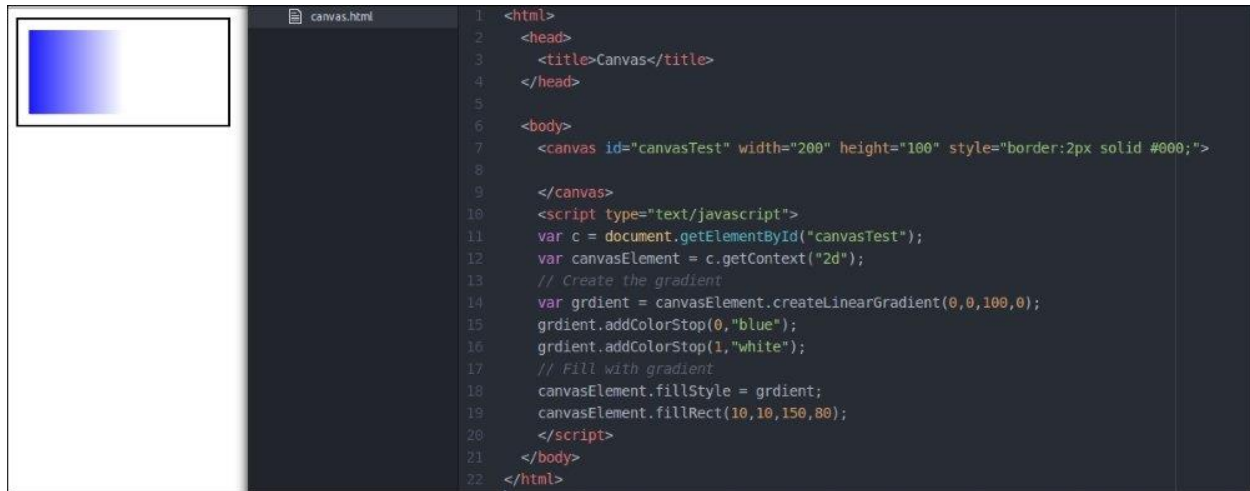 canvas.html
1 <html>
2 <head>
3 <title>Canvas</title>
4 </head>
5
6 <body>
7 <canvas id="canvasTest" width="200" height="100" style="border:2px solid #000;">
8
9 </canvas>
10 <script type="text/javascript">
11 var c = document.getElementById("canvasTest");
12 var canvasElement = c.getContext("2d");
13 // Create the gradient
14 var grdient = canvasElement.createLinearGradient(0,0,100,0);
15 grdient.addColorStop(0,"blue");
16 grdient.addColorStop(1,"white");
17 // Fill with gradient
18 canvasElement.fillStyle = grdient;
19 canvasElement.fillRect(10,10,150,80);
20 </script>
21 </body>
22 </html>